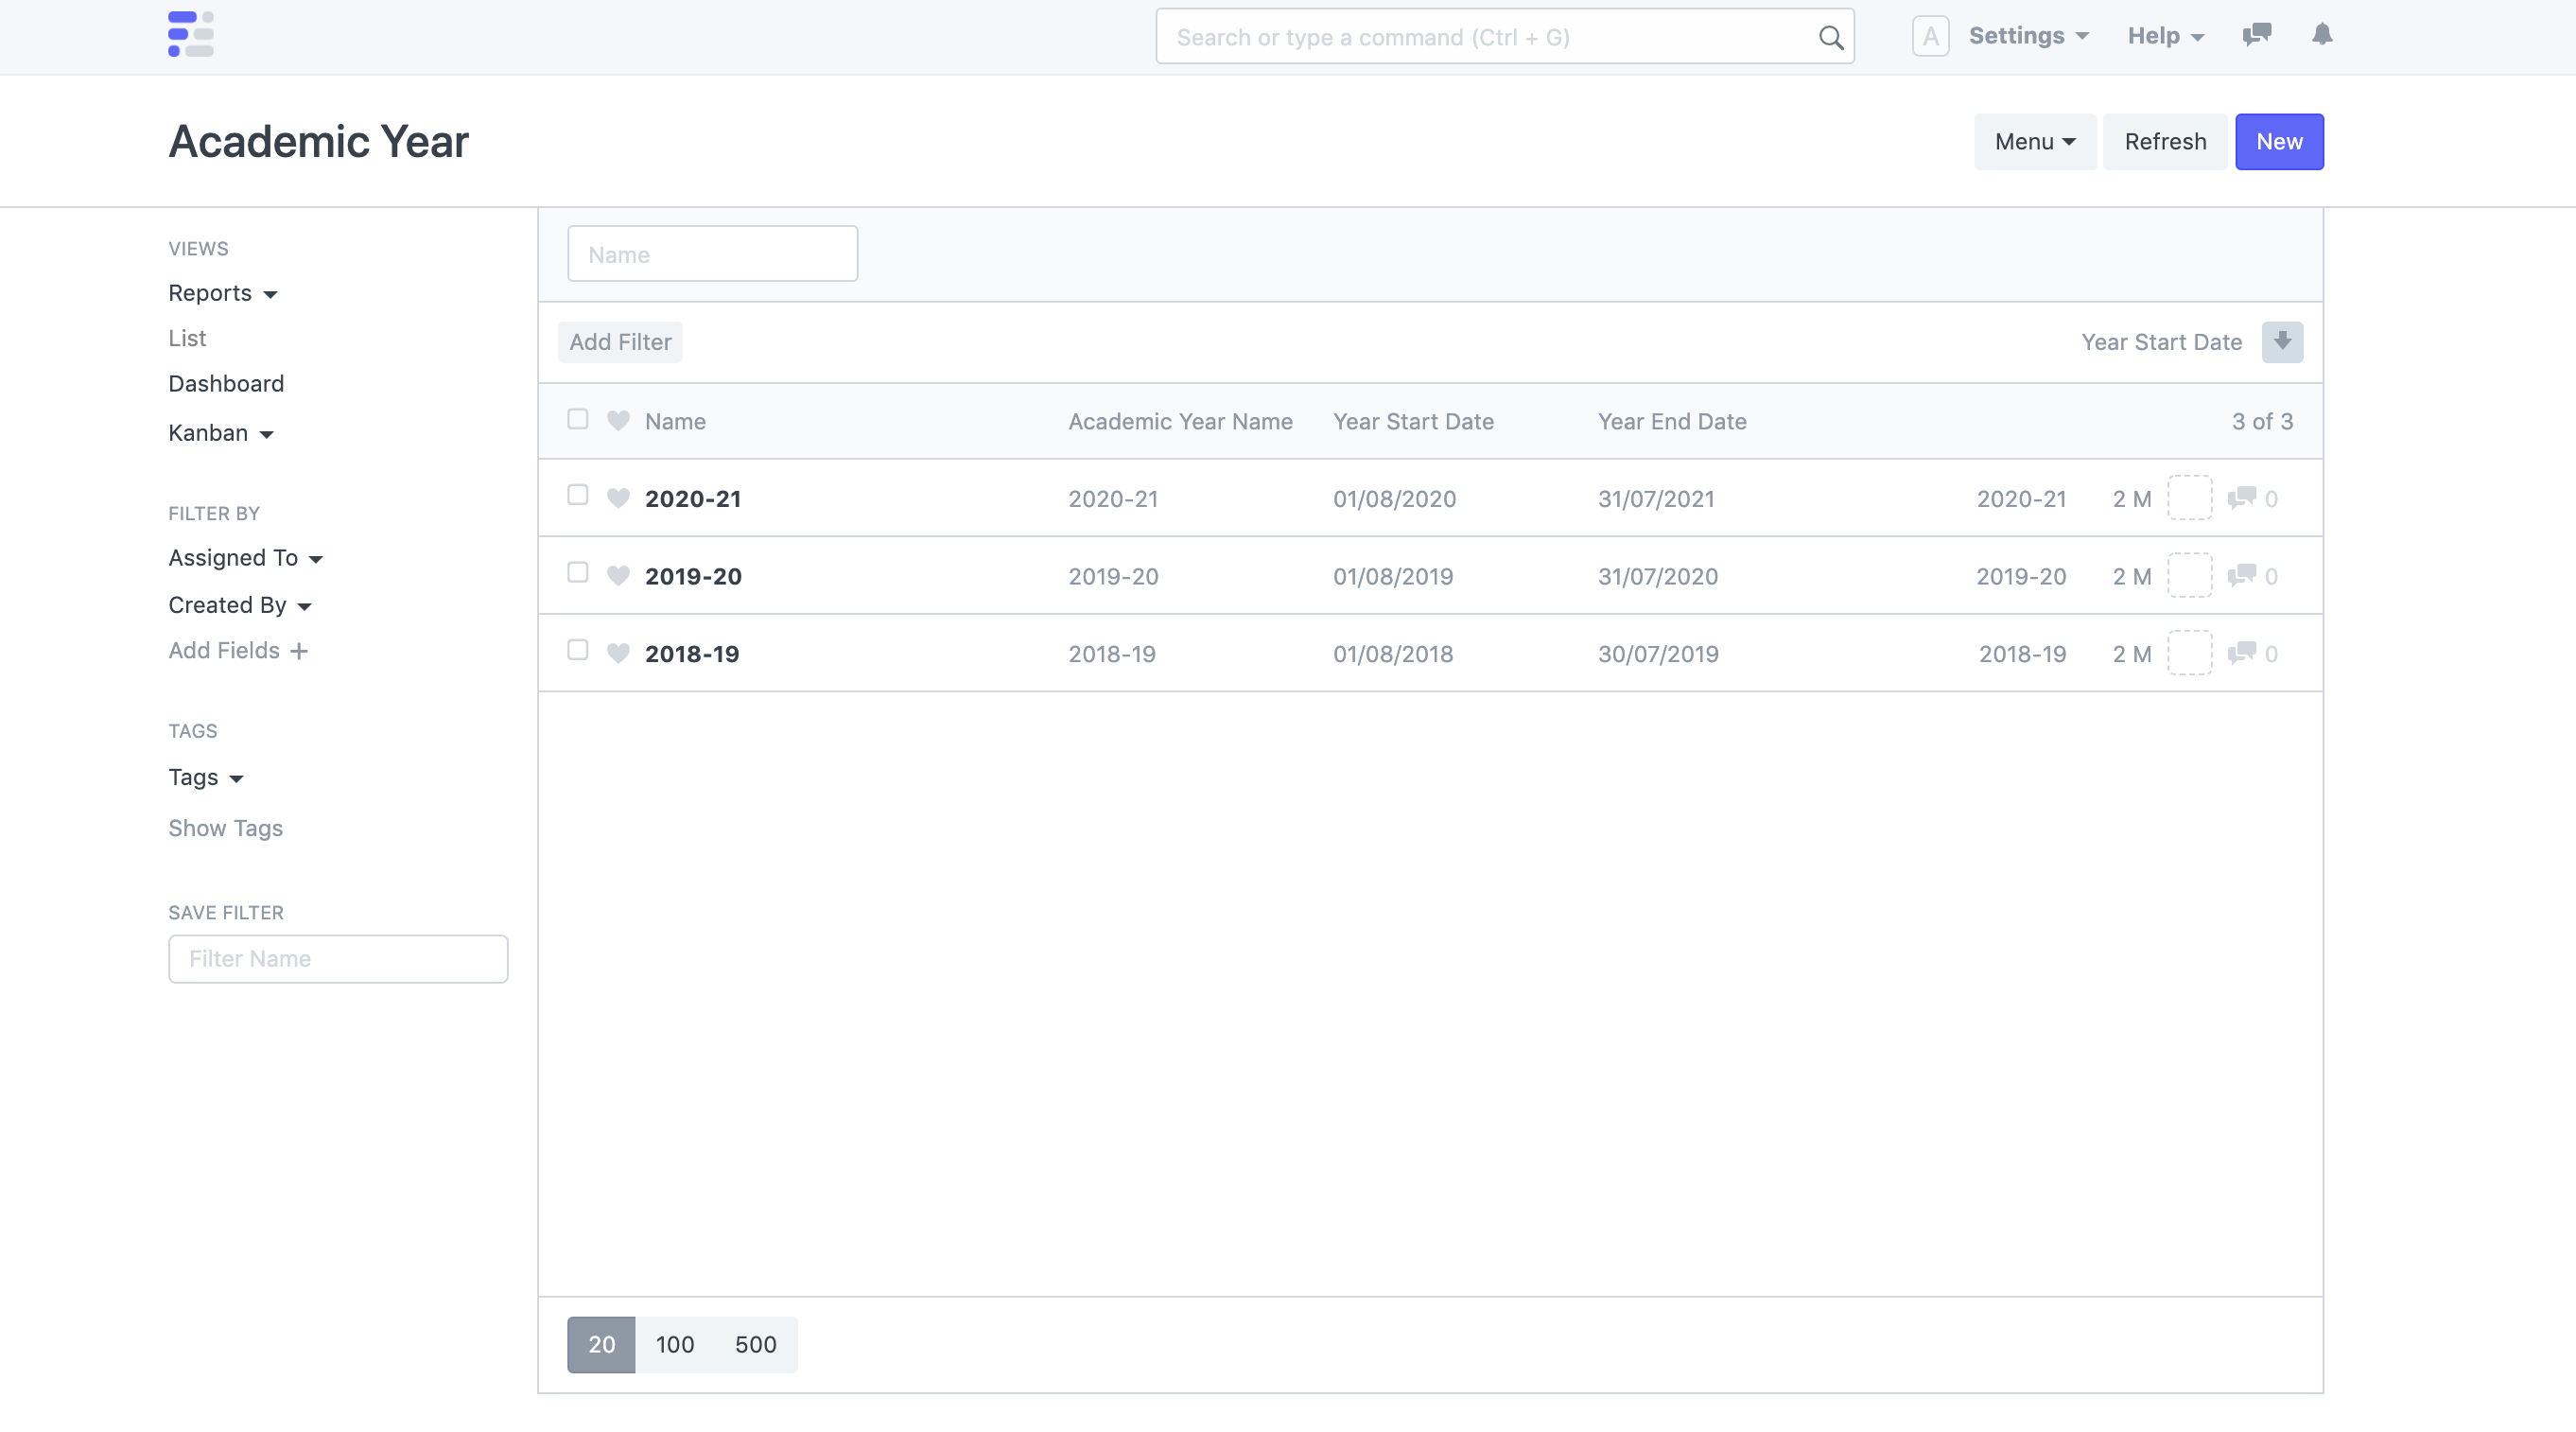 Search or type a command (Ctrl + G)
A
Settings
Help
Academic Year
Menu
Refresh
New
VIEWS
Reports
List
Dashboard
Kanban
FILTER BY
Assigned To
Created By
Add Fields +
TAGS
Tags
Show Tags
SAVE FILTER
Filter Name
Name
Add Filter
Year Start Date
Name Academic Year Name Year Start Date Year End Date 3 of 3
2020-21 2020-21 01/08/2020 31/07/2021 2020-21 2 M 0
2019-20 2019-20 01/08/2019 31/07/2020 2019-20 2 M 0
2018-19 2018-19 01/08/2018 30/07/2019 2018-19 2 M 0
20 100 500